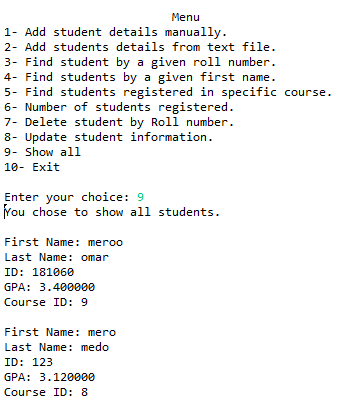 Menu
1- Add student details manually.
2- Add students details from text file.
3- Find student by a given roll number.
4- Find students by a given first name.
5- Find students registered in specific course.
6- Number of students registered.
7- Delete student by Roll number.
8- Update student information.
9- Show all
10- Exit
Enter your choice: 9
You chose to show all students.
First Name: meroo
Last Name: omar
ID: 181060
GPA: 3.400000
Course ID: 9
First Name: mero
Last Name: medo
ID: 123
GPA: 3.120000
Course ID: 8